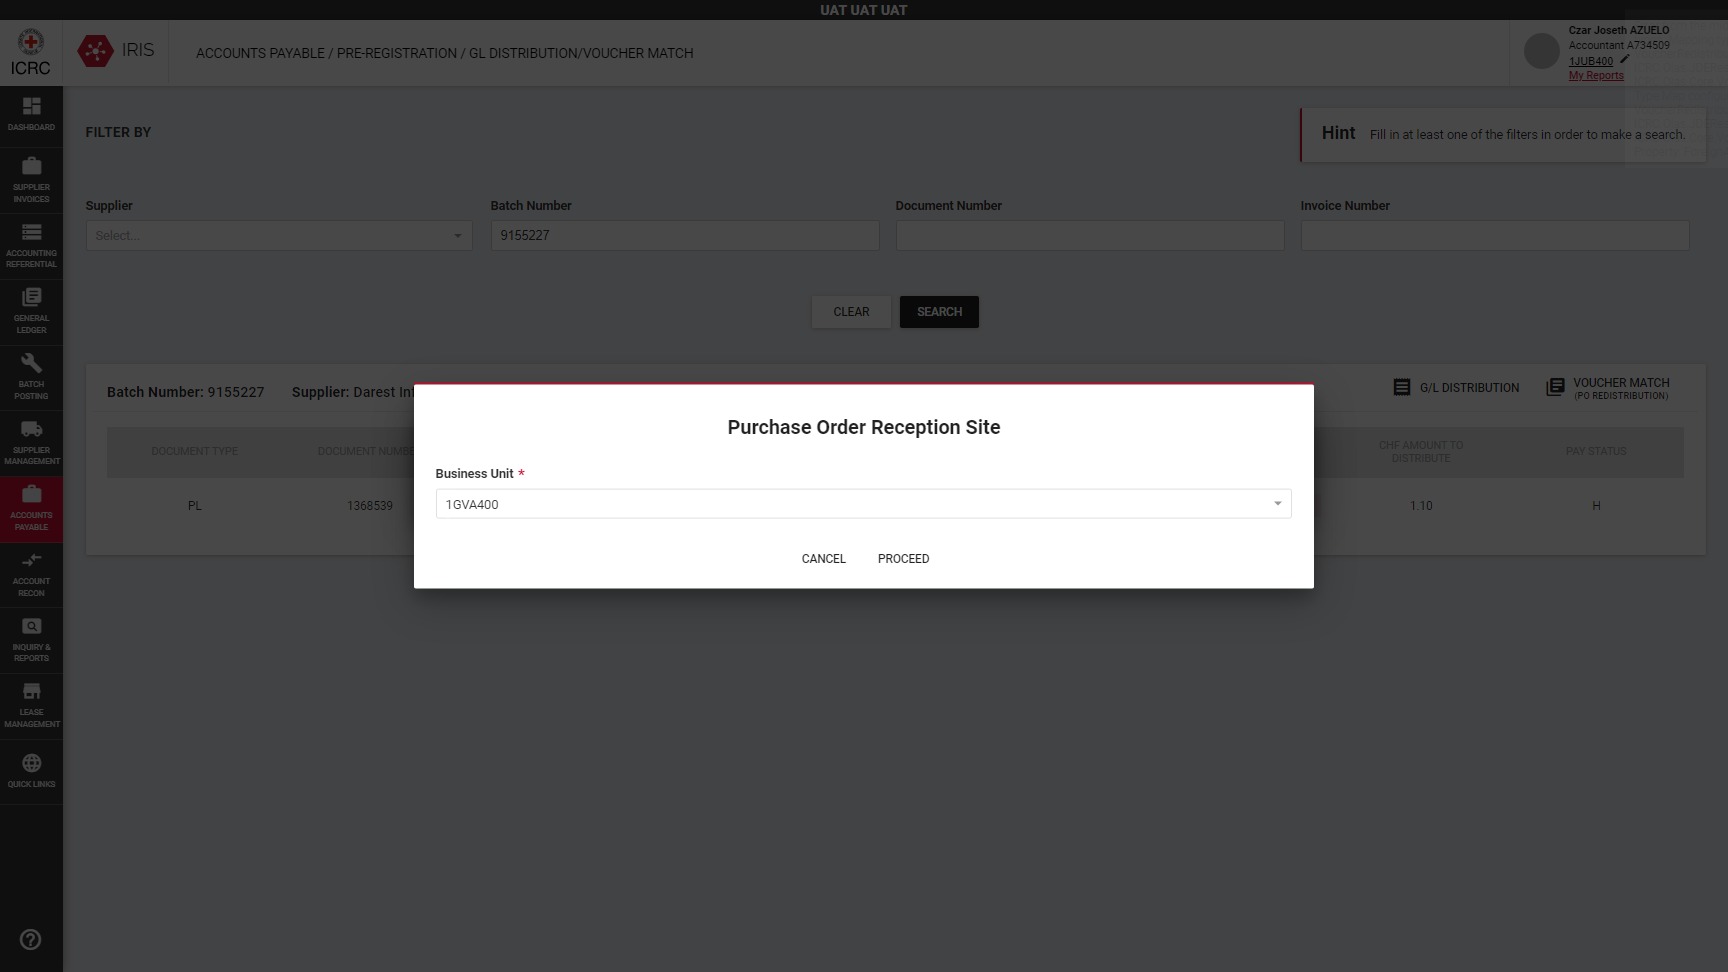 UAT UAT UAT
ICRC
IRIS
ACCOUNTS PAYABLE / PRE-REGISTRATION / GL DISTRIBUTION/VOUCHER MATCH
Czar Joseth AZUELO
Accountant A734509
1JUB400
My Reports
DASHBOARD
SUPPLIER
INVOICES
ACCOUNTING
REFERENTIAL
GENERAL
LEDGER
BATCH
POSTING
SUPPLIER
MANAGEMENT
ACCOUNTS
PAYABLE
ACCOUNT
RECON
INQUIRY &
REPORTS
LEASE
MANAGEMENT
QUICK LINKS
FILTER BY
Hint Fill in at least one of the filters in order to make a search.
Supplier Batch Number Document Number Invoice Number
Select... 9155227
CLEAR SEARCH
Batch Number: 9155227 Supplier: Darest Int
G/L DISTRIBUTION VOUCHER MATCH
(PO REDISTRIBUTION)
DOCUMENT TYPE DOCUMENT NUMBE CHF AMOUNT TO
DISTRIBUTE PAY STATUS
PL 1368539 1.10 H
Purchase Order Reception Site
Business Unit *
1GVA400
CANCEL PROCEED